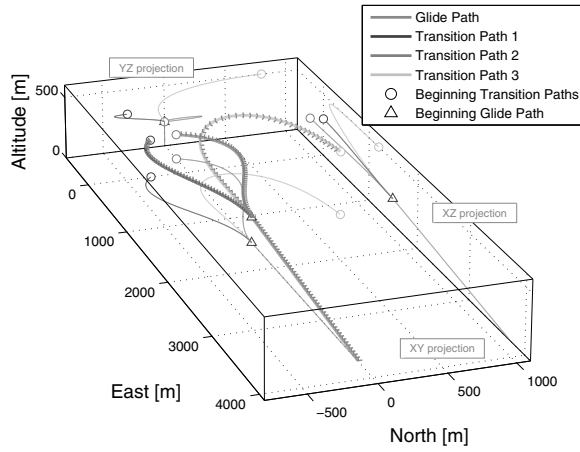 Glide Path
Transition Path 1
Transition Path 2
Transition Path 3
Beginning Transition Paths
Beginning Glide Path
YZ projection
XZ projection
XY projection
Altitude [m]
500
0
0
1000
2000
3000
4000
East [m]
−500
0
500
1000
North [m]